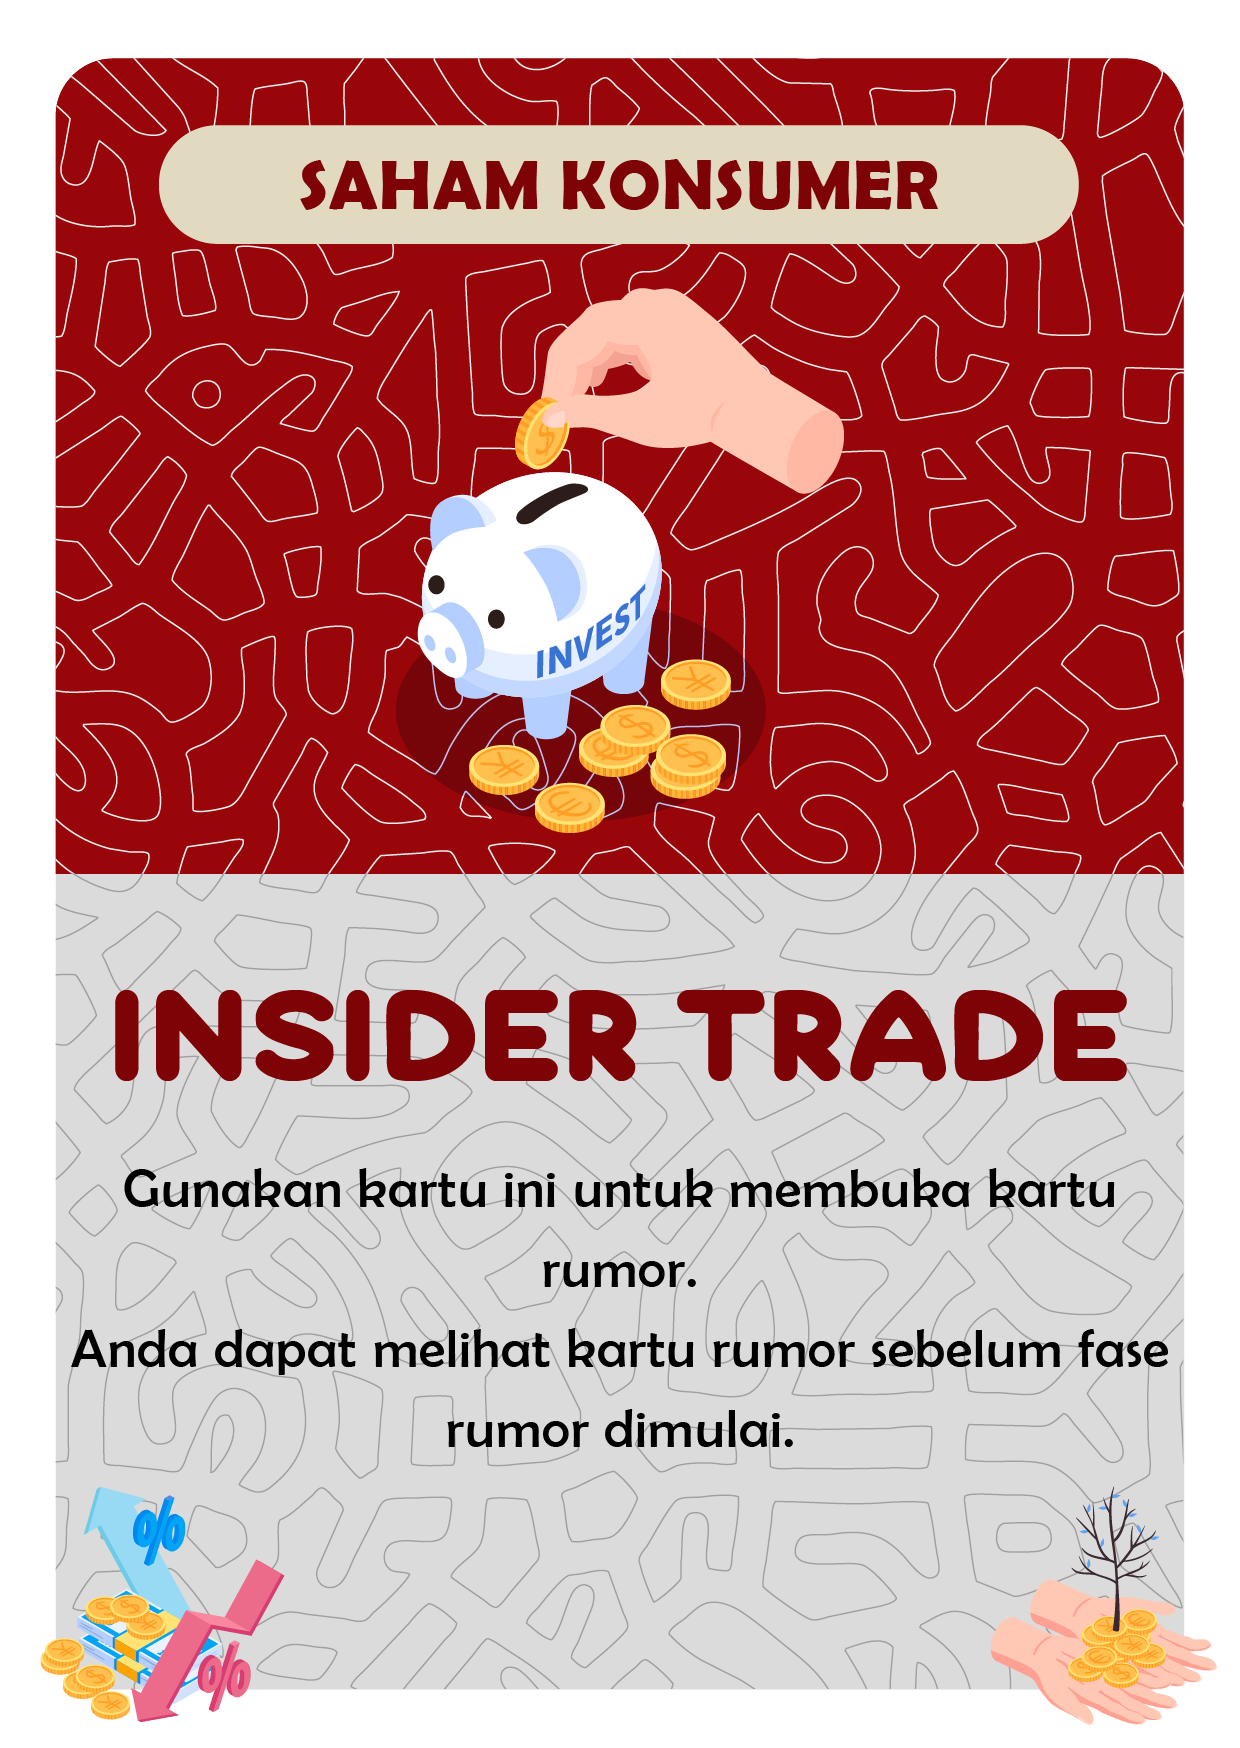 SAHAM KONSUMER
INVEST
INSIDER TRADE
Gunakan kartu ini untuk membuka kartu
rumor.
Anda dapat melihat kartu rumor sebelum fase
rumor dimulai.
%
%